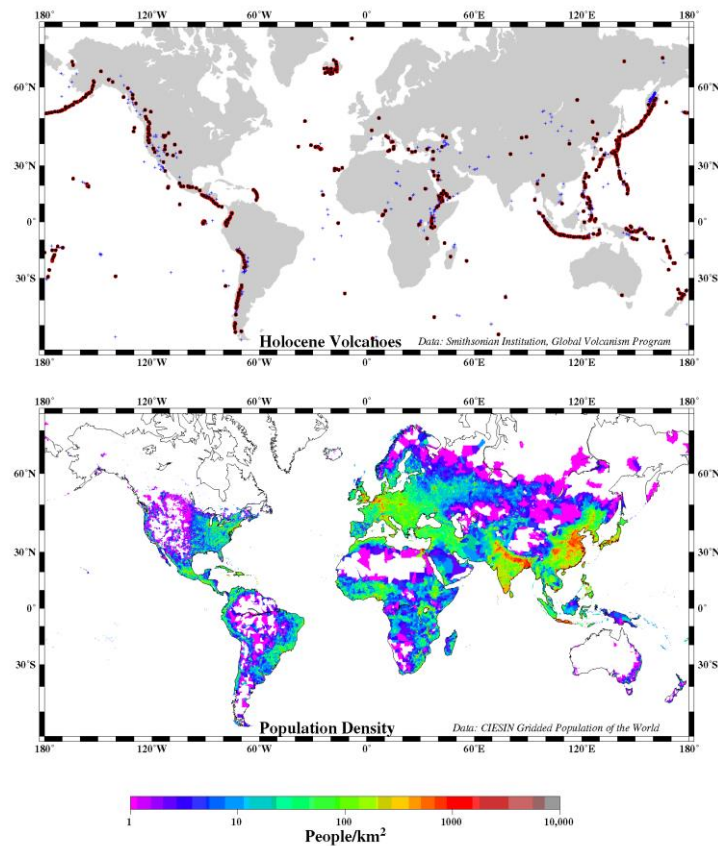 180° 120°W 60°W 0° 60°E 120°E 180°
60°N 60°N
30°N 30°N
0° 0°
30°S 30°S
Holocene Volcanoes Data: Smithsonian Institution, Global Volcanism Program
180° 120°W 60°W 0° 60°E 120°E 180°
180° 120°W 60°W 0° 60°E 120°E 180°
60°N 60°N
30°N 30°N
0° 0°
30°S 30°S
Population Density Data: CIESIN Gridded Population of the World
180° 120°W 60°W 0° 60°E 120°E 180°
1 10 100 1000 10,000
People/km²